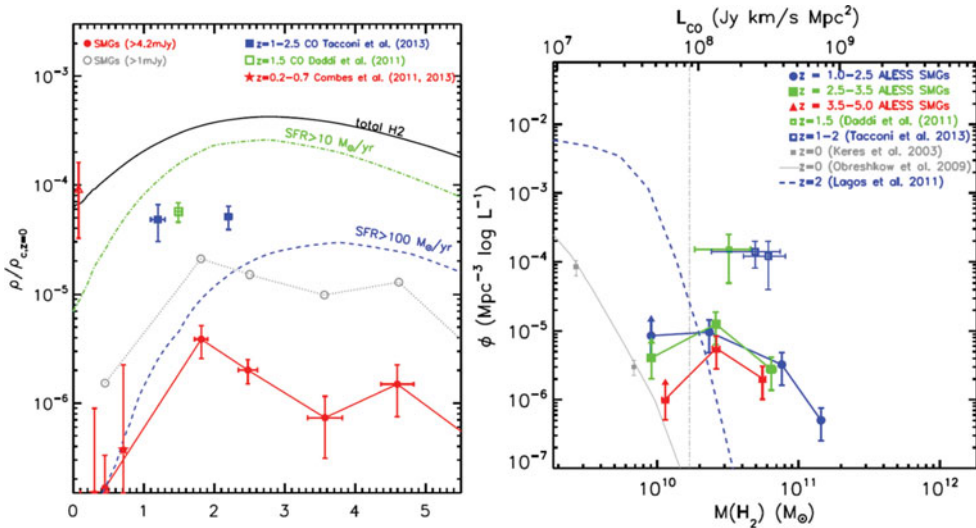 SMGs (>4.2mJy)
SMGs (>1mJy)
z=1-2.5 CO Tacconi et al. (2013)
z=1.5 CO Daddi et al. (2011)
z=0.2-0.7 Combes et al. (2011, 2013)
total H2
SFR>10 M⊙/yr
SFR>100 M⊙/yr
10⁻³
10⁻⁴
10⁻⁵
10⁻⁶
ρ/ρc,z=0
0 1 2 3 4 5
L_CO (Jy km/s Mpc²)
10⁷ 10⁸ 10⁹
z = 1.0-2.5 ALESS SMGs
z = 2.5-3.5 ALESS SMGs
z = 3.5-5.0 ALESS SMGs
z=1.5 (Daddi et al. 2011)
z=1-2 (Tacconi et al. 2013)
z=0 (Keres et al. 2003)
z=0 (Obreshkow et al. 2009)
z=2 (Lagos et al. 2011)
10⁻²
10⁻³
10⁻⁴
10⁻⁵
10⁻⁶
10⁻⁷
ϕ (Mpc⁻³ log L⁻¹)
10¹⁰ 10¹¹ 10¹²
M(H₂) (M⊙)